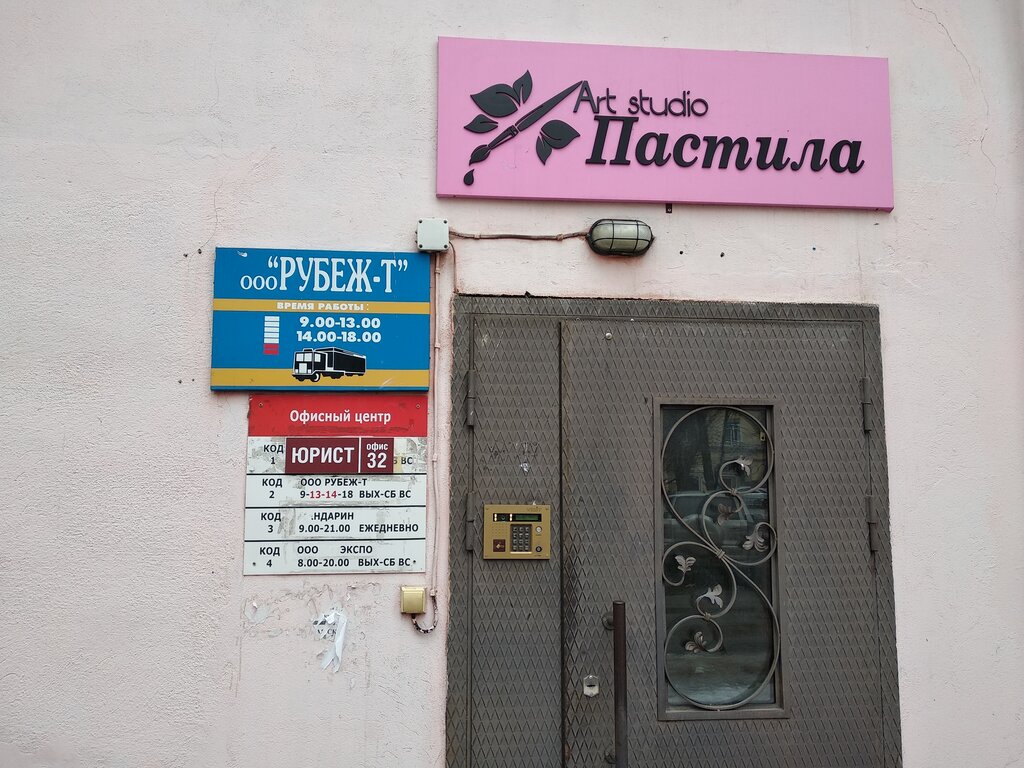 Art studio
Пастила
ООО "РУБЕЖ-Т"
ВРЕМЯ РАБОТЫ:
9.00-13.00
14.00-18.00
Офисный центр
КОД 1 ЮРИСТ офис 32 ВС
КОД 2 ООО РУБЕЖ-Т
9-13-14-18 ВЫХ-СБ ВС
КОД 3 .НДАРИН
9.00-21.00 ЕЖЕДНЕВНО
КОД 4 ООО ЭКСПО
8.00-20.00 ВЫХ-СБ ВС